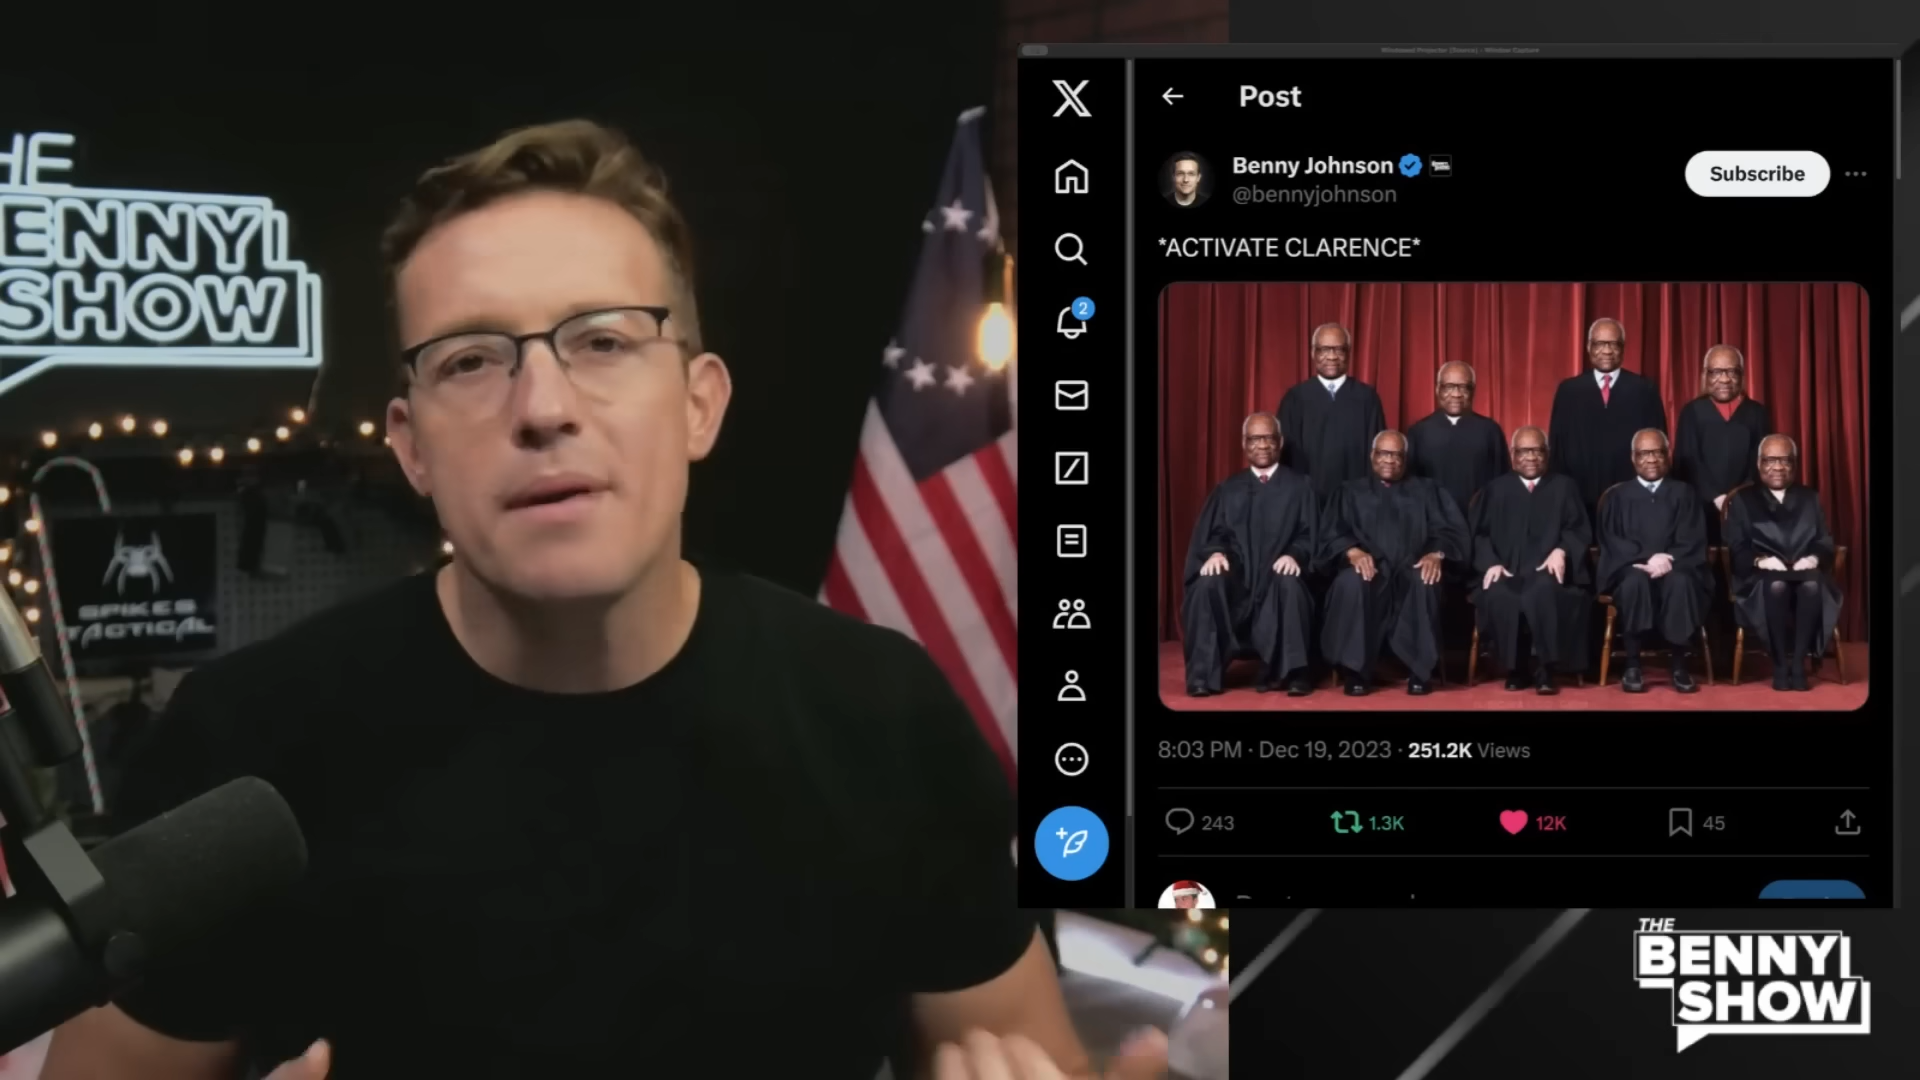 THE
BENNY
SHOW
SPIKES
TACTICAL
Post
Benny Johnson
@bennyjohnson
Subscribe
*ACTIVATE CLARENCE*
2
8:03 PM · Dec 19, 2023 · 251.2K Views
243
1.3K
12K
45
THE
BENNY
SHOW